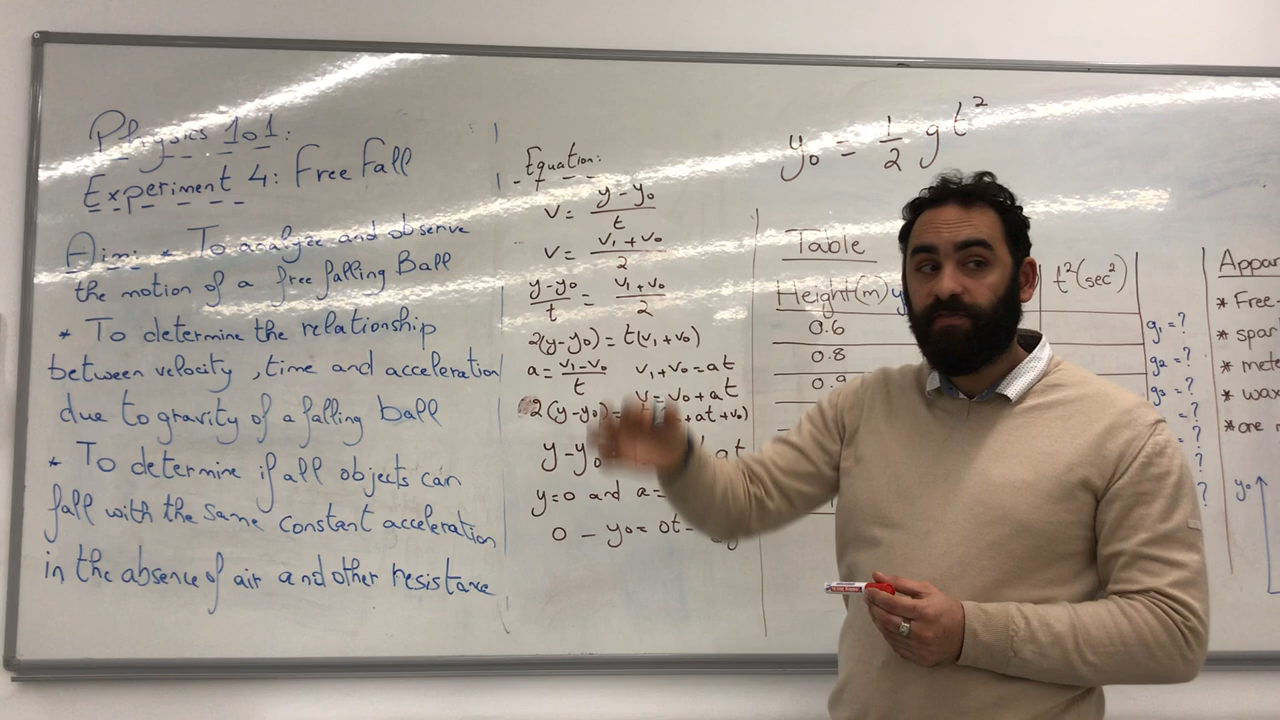 Physics 101:
Experiment 4: Free Fall
Aim: * To analyze and observe
the motion of a free falling Ball
* To determine the relationship
between velocity, time and acceleration
due to gravity of a falling ball
* To determine if all objects can
fall with the same constant acceleration
in the absence of air and other resistance
Equation:
v = (y - y₀)/t
v = (v₁ + v₀)/2
(y - y₀)/t = (v₁ + v₀)/2
2(y - y₀) = t(v₁ + v₀)
a = (v₁ - v₀)/t v₁ + v₀ = at
v = v₀ + at
2(y - y₀) = + at + v₀)
y - y₀ at
y = 0 and a =
0 - y₀ = 0t -
y₀ = 1/2 g t²
Table
Height(m) y t²(sec²)
0.6
0.8
0.9
g₁ = ?
g₂ = ?
g₃ = ?
= ?
= ?
?
?
Appar
* Free
* spar
* mete
* wax
* are
y₀